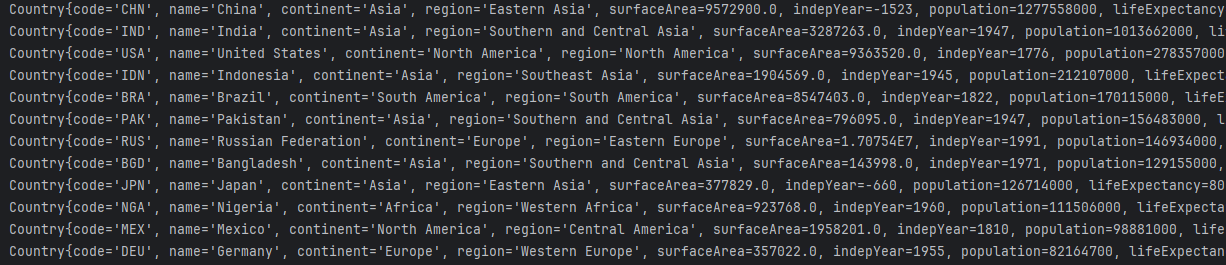 Country{code='CHN', name='China', continent='Asia', region='Eastern Asia', surfaceArea=9572900.0, indepYear=-1523, population=1277558000, lifeExpectancy
Country{code='IND', name='India', continent='Asia', region='Southern and Central Asia', surfaceArea=3287263.0, indepYear=1947, population=1013662000, li
Country{code='USA', name='United States', continent='North America', region='North America', surfaceArea=9363520.0, indepYear=1776, population=278357000
Country{code='IDN', name='Indonesia', continent='Asia', region='Southeast Asia', surfaceArea=1904569.0, indepYear=1945, population=212107000, lifeExpect
Country{code='BRA', name='Brazil', continent='South America', region='South America', surfaceArea=8547403.0, indepYear=1822, population=170115000, lifeE
Country{code='PAK', name='Pakistan', continent='Asia', region='Southern and Central Asia', surfaceArea=796095.0, indepYear=1947, population=156483000, l
Country{code='RUS', name='Russian Federation', continent='Europe', region='Eastern Europe', surfaceArea=1.70754E7, indepYear=1991, population=146934000,
Country{code='BGD', name='Bangladesh', continent='Asia', region='Southern and Central Asia', surfaceArea=143998.0, indepYear=1971, population=129155000,
Country{code='JPN', name='Japan', continent='Asia', region='Eastern Asia', surfaceArea=377829.0, indepYear=-660, population=126714000, lifeExpectancy=80
Country{code='NGA', name='Nigeria', continent='Africa', region='Western Africa', surfaceArea=923768.0, indepYear=1960, population=111506000, lifeExpecta
Country{code='MEX', name='Mexico', continent='North America', region='Central America', surfaceArea=1958201.0, indepYear=1810, population=98881000, life
Country{code='DEU', name='Germany', continent='Europe', region='Western Europe', surfaceArea=357022.0, indepYear=1955, population=82164700, lifeExpectan